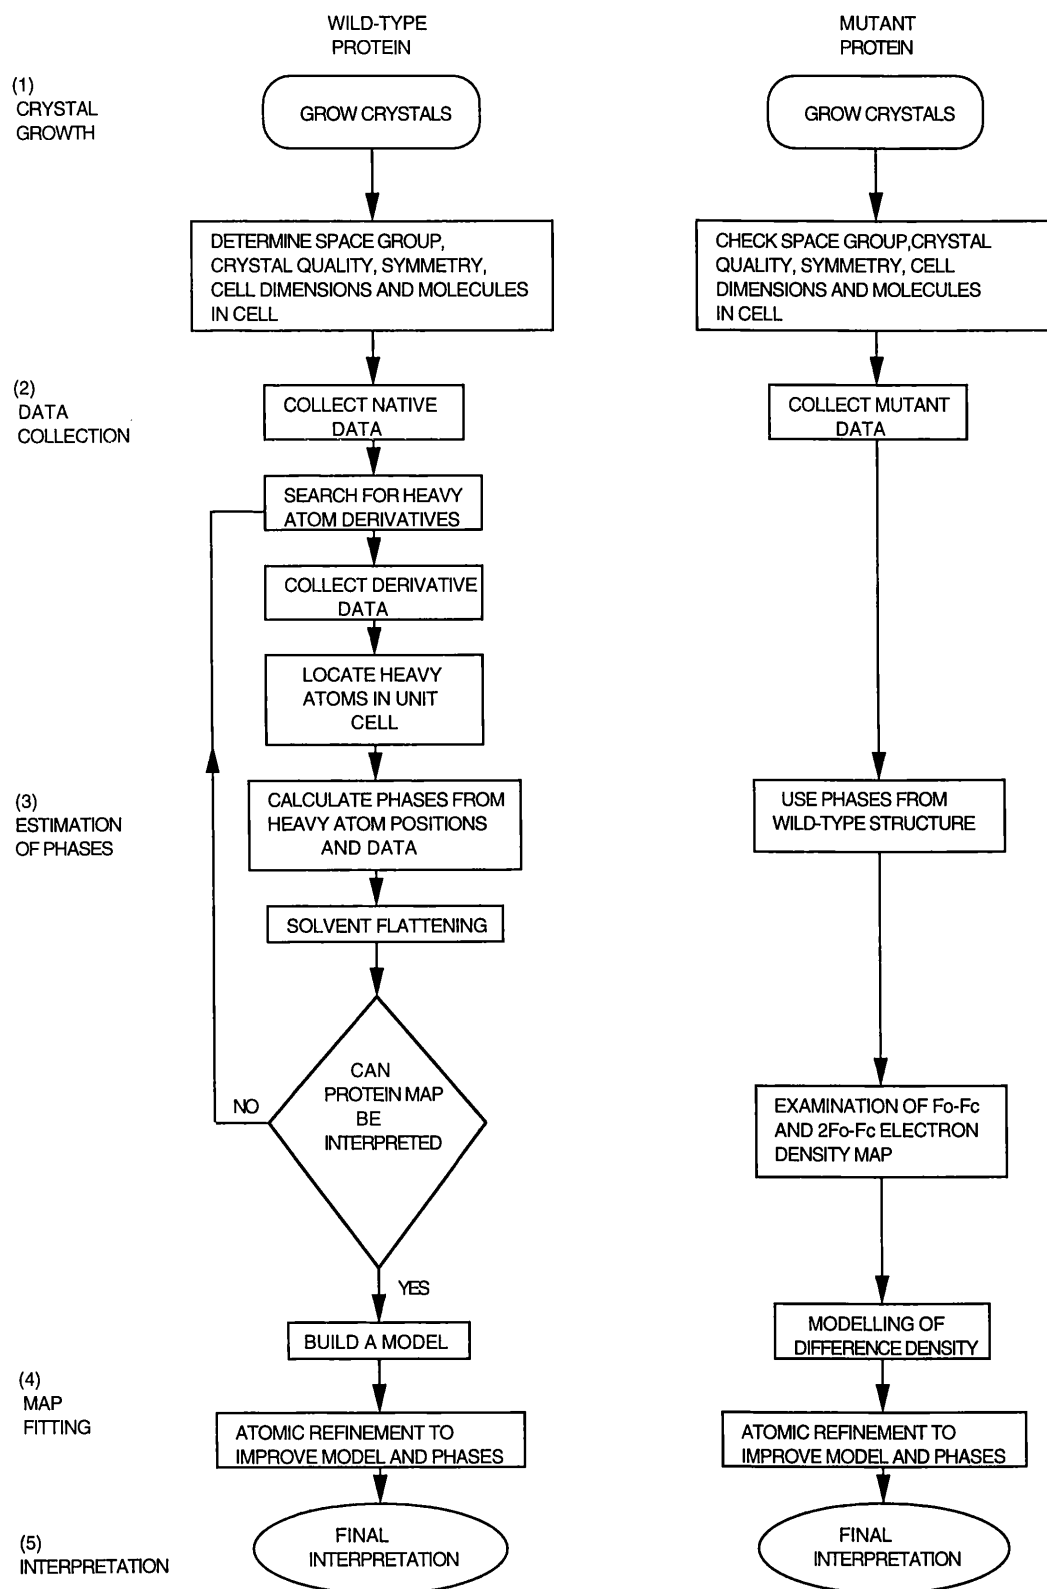 WILD-TYPE
PROTEIN
MUTANT
PROTEIN
(1)
CRYSTAL
GROWTH
GROW CRYSTALS
GROW CRYSTALS
DETERMINE SPACE GROUP,
CRYSTAL QUALITY, SYMMETRY,
CELL DIMENSIONS AND MOLECULES
IN CELL
CHECK SPACE GROUP,CRYSTAL
QUALITY, SYMMETRY, CELL
DIMENSIONS AND MOLECULES
IN CELL
(2)
DATA
COLLECTION
COLLECT NATIVE
DATA
COLLECT MUTANT
DATA
SEARCH FOR HEAVY
ATOM DERIVATIVES
COLLECT DERIVATIVE
DATA
LOCATE HEAVY
ATOMS IN UNIT
CELL
(3)
ESTIMATION
OF PHASES
CALCULATE PHASES FROM
HEAVY ATOM POSITIONS
AND DATA
USE PHASES FROM
WILD-TYPE STRUCTURE
SOLVENT FLATTENING
CAN
PROTEIN MAP
BE
INTERPRETED
NO
YES
EXAMINATION OF Fo-Fc
AND 2Fo-Fc ELECTRON
DENSITY MAP
BUILD A MODEL
MODELLING OF
DIFFERENCE DENSITY
(4)
MAP
FITTING
ATOMIC REFINEMENT TO
IMPROVE MODEL AND PHASES
ATOMIC REFINEMENT TO
IMPROVE MODEL AND PHASES
(5)
INTERPRETATION
FINAL
INTERPRETATION
FINAL
INTERPRETATION